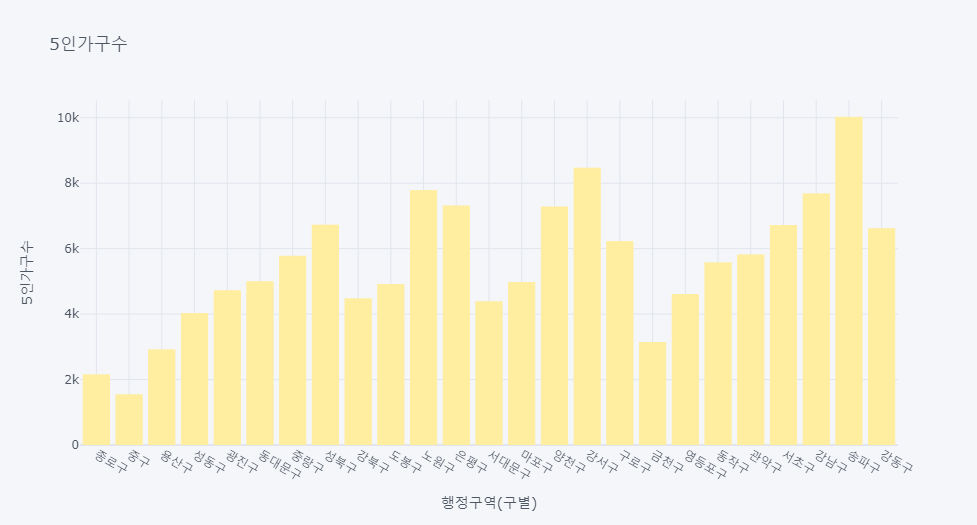 5인가구수
10k
8k
6k
4k
2k
0
5인가구수
종로구
중구
용산구
성동구
광진구
동대문구
중랑구
성북구
강북구
도봉구
노원구
은평구
서대문구
마포구
양천구
강서구
구로구
금천구
영등포구
동작구
관악구
서초구
강남구
송파구
강동구
행정구역(구별)